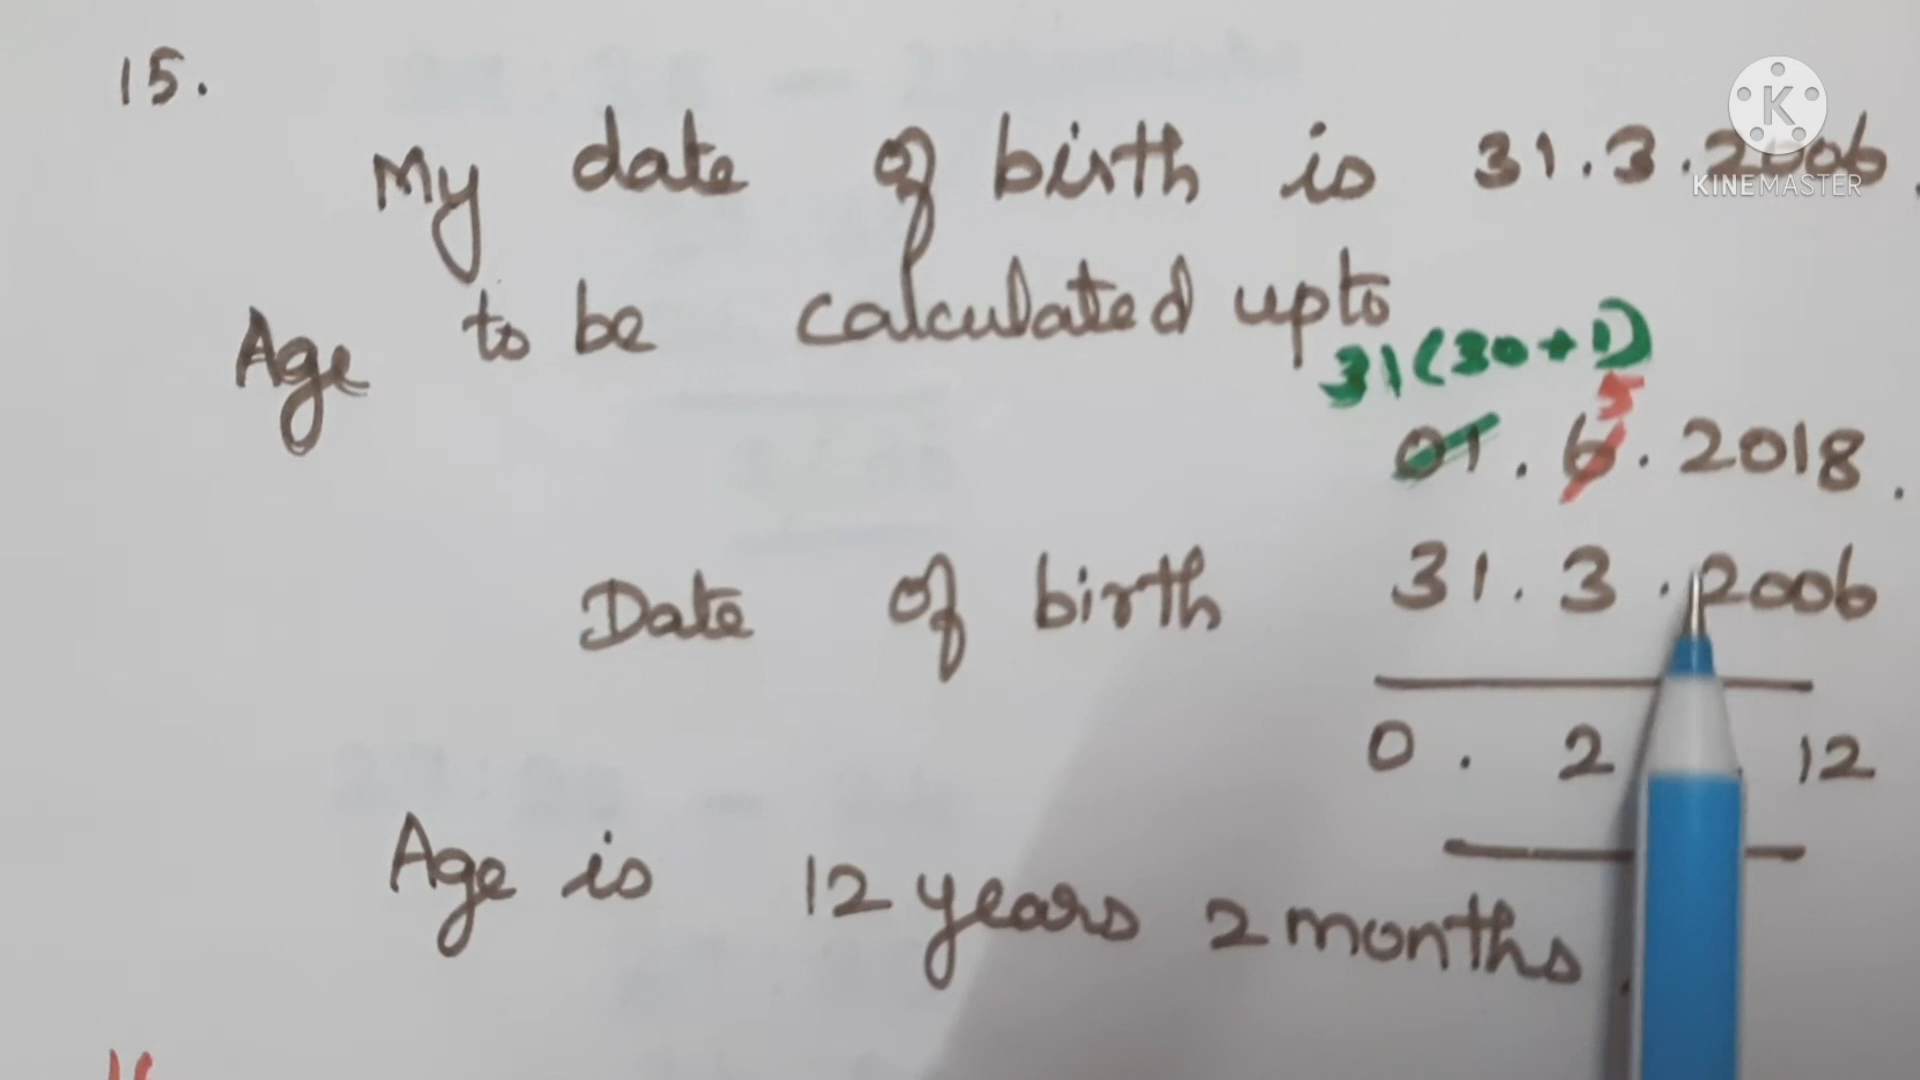 15.
My date of birth is 31.3.2006.
KINEMASTER
Age to be calculated upto
31(30+1)
5
01.6.2018.
Date of birth 31.3.2006
0.2 12
Age is 12 years 2 months.